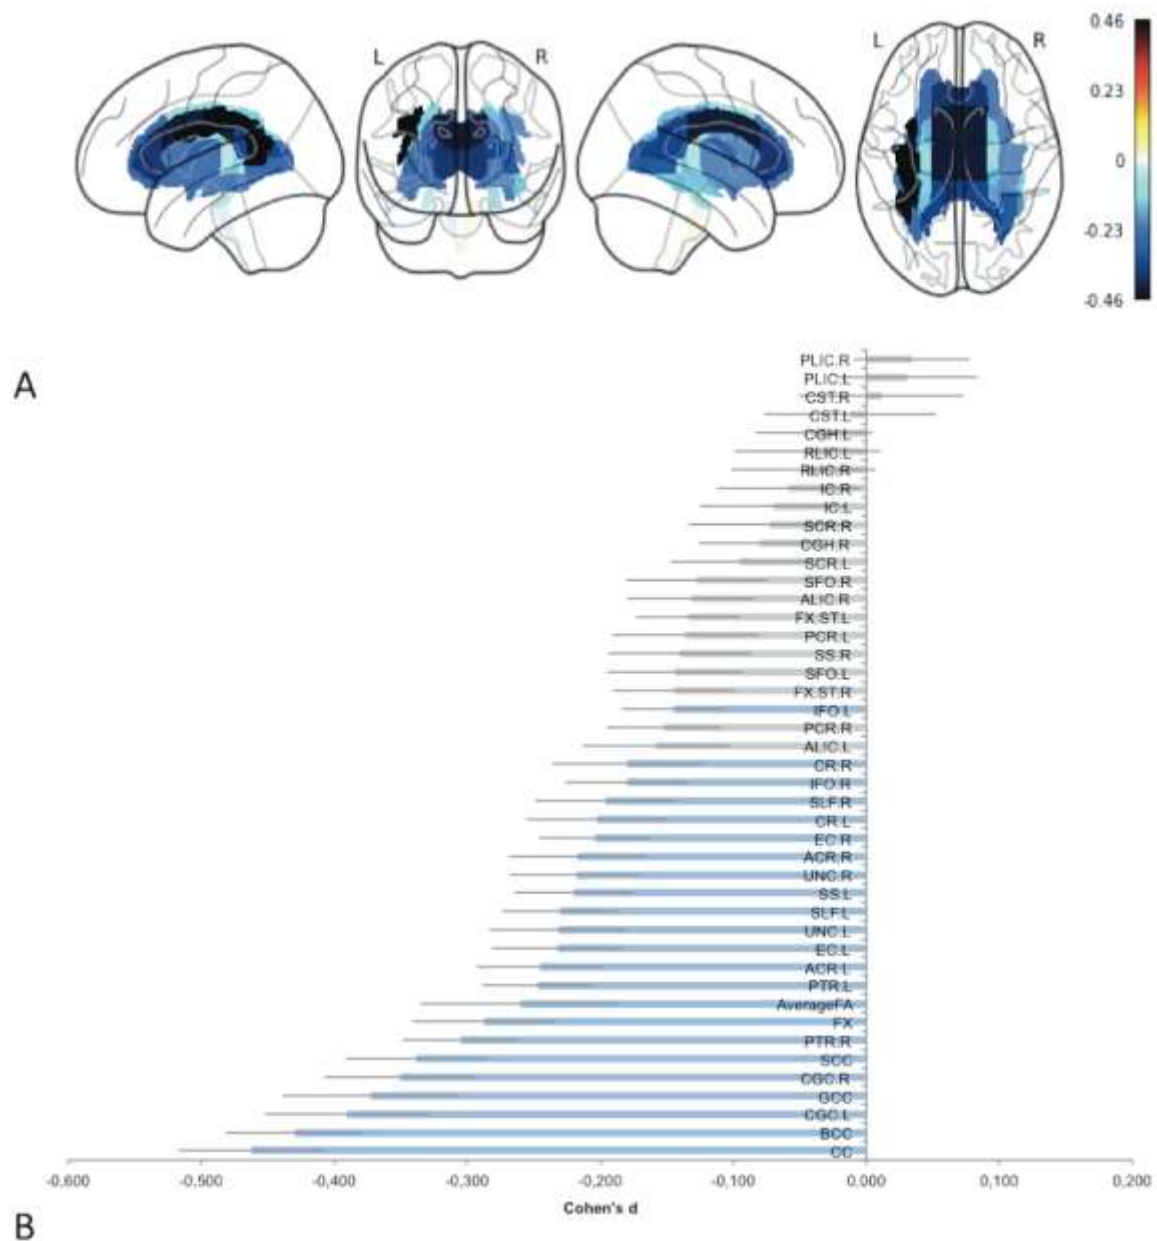 L R L R
0.46
0.23
0
-0.23
-0.46
A
PLIC.R
PLIC.L
CST.R
CST.L
CGH.L
RLIC.L
RLIC.R
IC.R
IC.L
SCR.R
CGH.R
SCR.L
SFO.R
ALIC.R
FX.ST.L
PCR.L
SS.R
SFO.L
FX.ST.R
IFO.L
PCR.R
ALIC.L
CR.R
IFO.R
SLF.R
CR.L
EC.R
ACR.R
UNC.R
SS.L
SLF.L
UNC.L
EC.L
ACR.L
PTR.L
AverageFA
FX
PTR.R
SCC
CGC.R
GCC
CGC.L
BCC
CC
-0,600 -0,500 -0,400 -0,300 -0,200 -0,100 0,000 0,100 0,200
Cohen's d
B